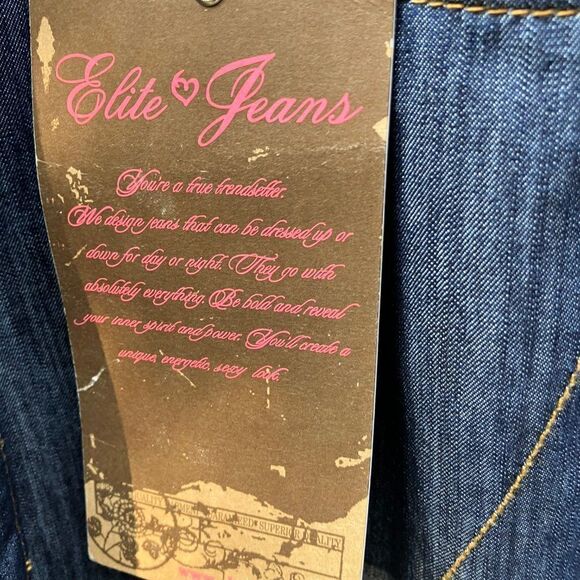 Elite Jeans
You're a true trendsetter.
We design jeans that can be dressed up or
down for day or night. They go with
absolutely everything. Be bold and reveal
your inner spirit and power. You'll create a
unique, energetic, sexy look.
SUPERIOR QUALITY